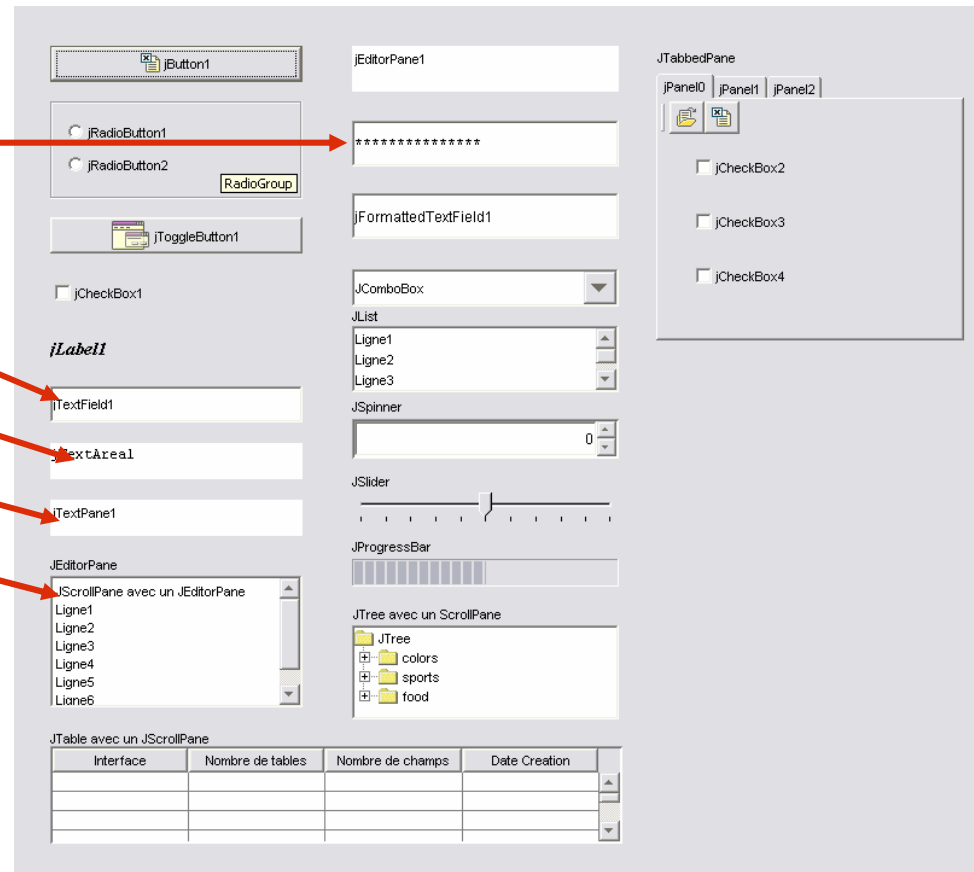 jButton1
jRadioButton1
jRadioButton2
RadioGroup
jToggleButton1
jCheckBox1
jLabel1
jTextField1
jTextArea1
jTextPane1
JEditorPane
JScrollPane avec un JEditorPane
Ligne1
Ligne2
Ligne3
Ligne4
Ligne5
Ligne6
jEditorPane1
***************
jFormattedTextField1
JComboBox
JList
Ligne1
Ligne2
Ligne3
JSpinner
0
JSlider
JProgressBar
JTree avec un ScrollPane
JTree
colors
sports
food
JTabbedPane
jPanel0 jPanel1 jPanel2
jCheckBox2
jCheckBox3
jCheckBox4
JTable avec un JScrollPane
Interface Nombre de tables Nombre de champs Date Creation